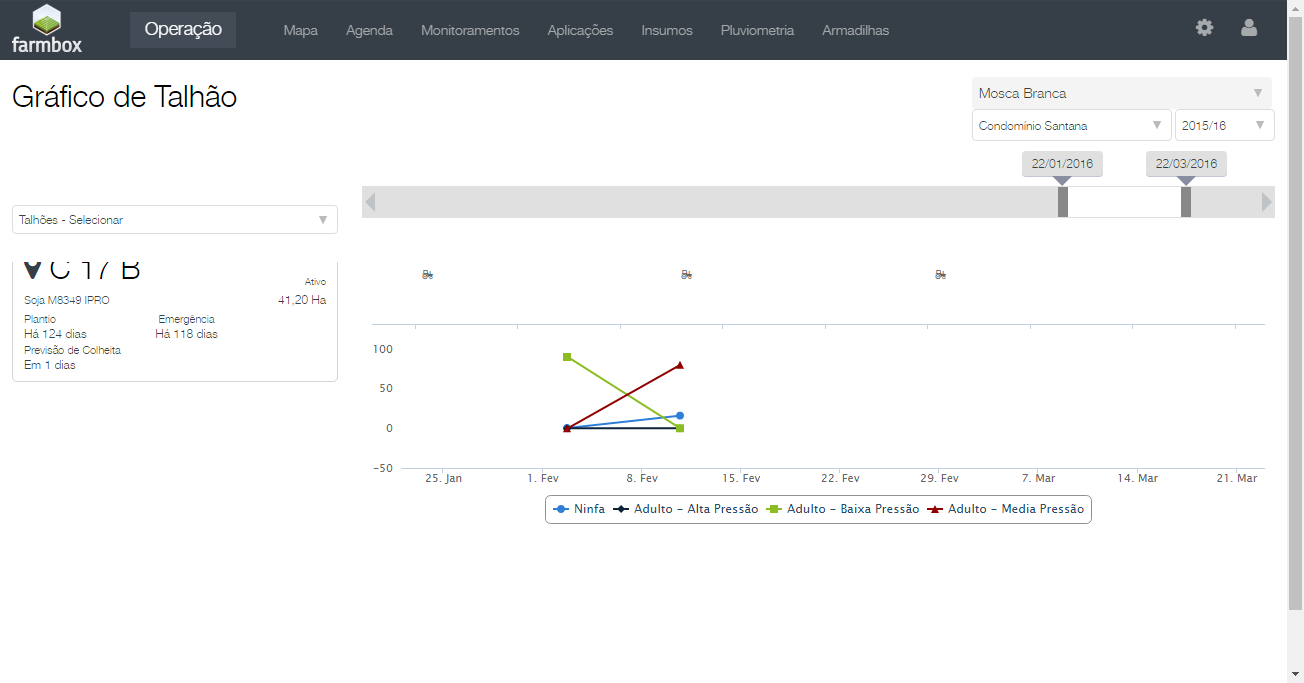 farmbox
Operação
Mapa
Agenda
Monitoramentos
Aplicações
Insumos
Pluviometria
Armadilhas
Gráfico de Talhão
Mosca Branca
Condomínio Santana
2015/16
22/01/2016
22/03/2016
Talhões - Selecionar
C 17 B
Ativo
Soja M8349 IPRO
41,20 Ha
Plantio
Emergência
Há 124 dias
Há 118 dias
Previsão de Colheita
Em 1 dias
100
50
0
−50
25. Jan
1. Fev
8. Fev
15. Fev
22. Fev
29. Fev
7. Mar
14. Mar
21. Mar
Ninfa
Adulto - Alta Pressão
Adulto - Baixa Pressão
Adulto - Media Pressão